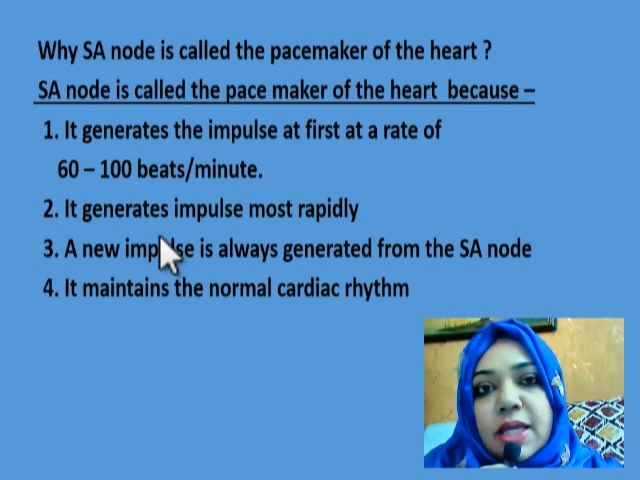 Why SA node is called the pacemaker of the heart ?
SA node is called the pace maker of the heart because –
1. It generates the impulse at first at a rate of
60 – 100 beats/minute.
2. It generates impulse most rapidly
3. A new impulse is always generated from the SA node
4. It maintains the normal cardiac rhythm